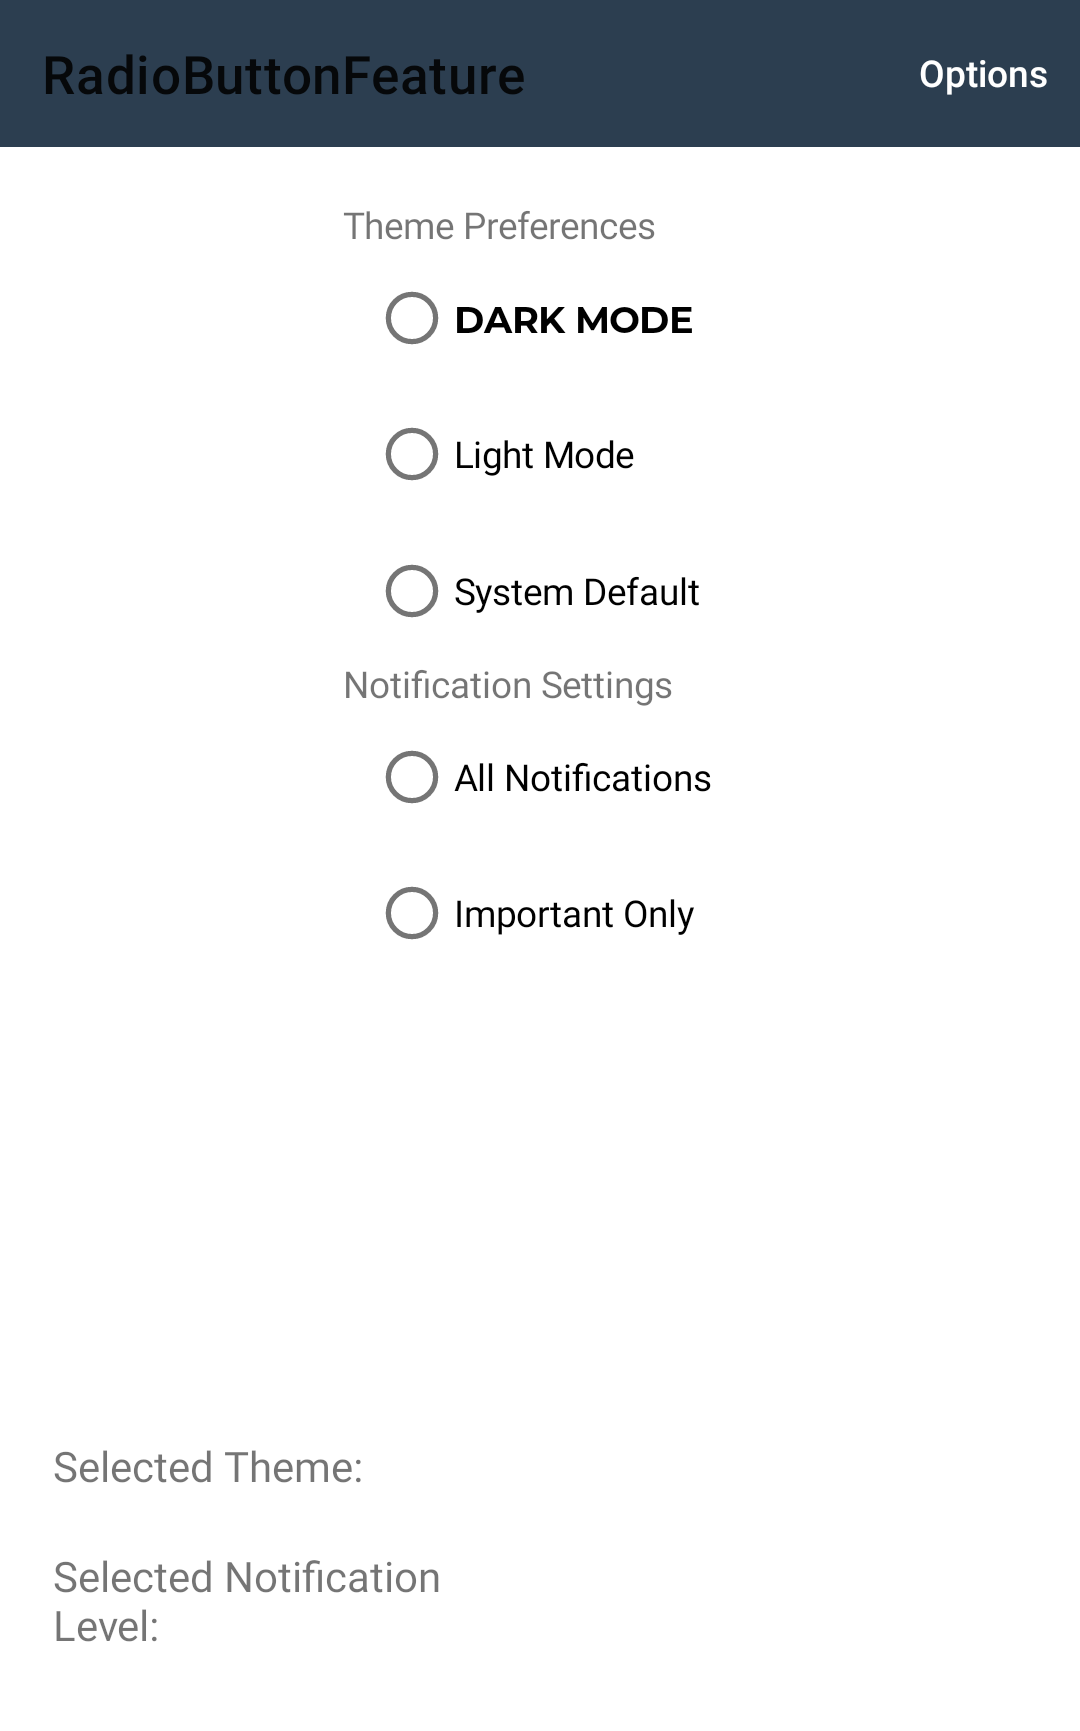 RadioButtonFeature
Options
Theme Preferences
DARK MODE
Light Mode
System Default
Notification Settings
All Notifications
Important Only
Selected Theme:
Selected Notification
Level: